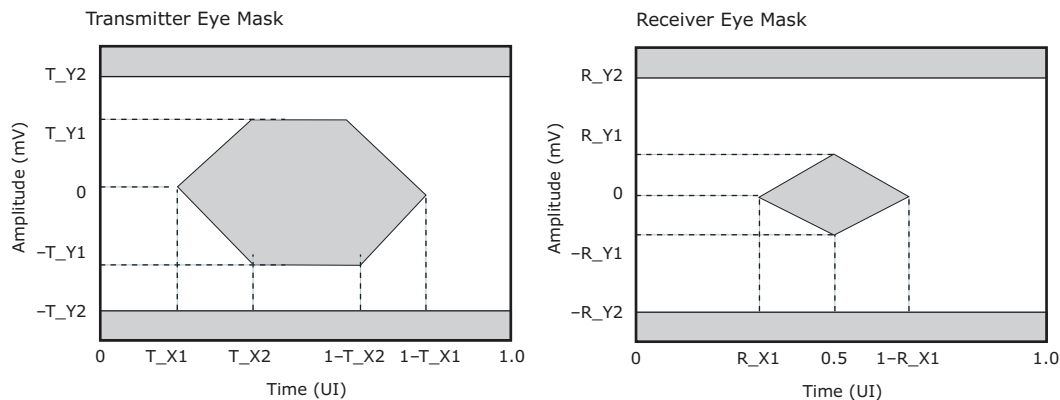 Transmitter Eye Mask
T_Y2
T_Y1
0
–T_Y1
–T_Y2
Amplitude (mV)
0 T_X1 T_X2 1–T_X2 1–T_X1 1.0
Time (UI)
Receiver Eye Mask
R_Y2
R_Y1
0
–R_Y1
–R_Y2
Amplitude (mV)
0 R_X1 0.5 1–R_X1 1.0
Time (UI)